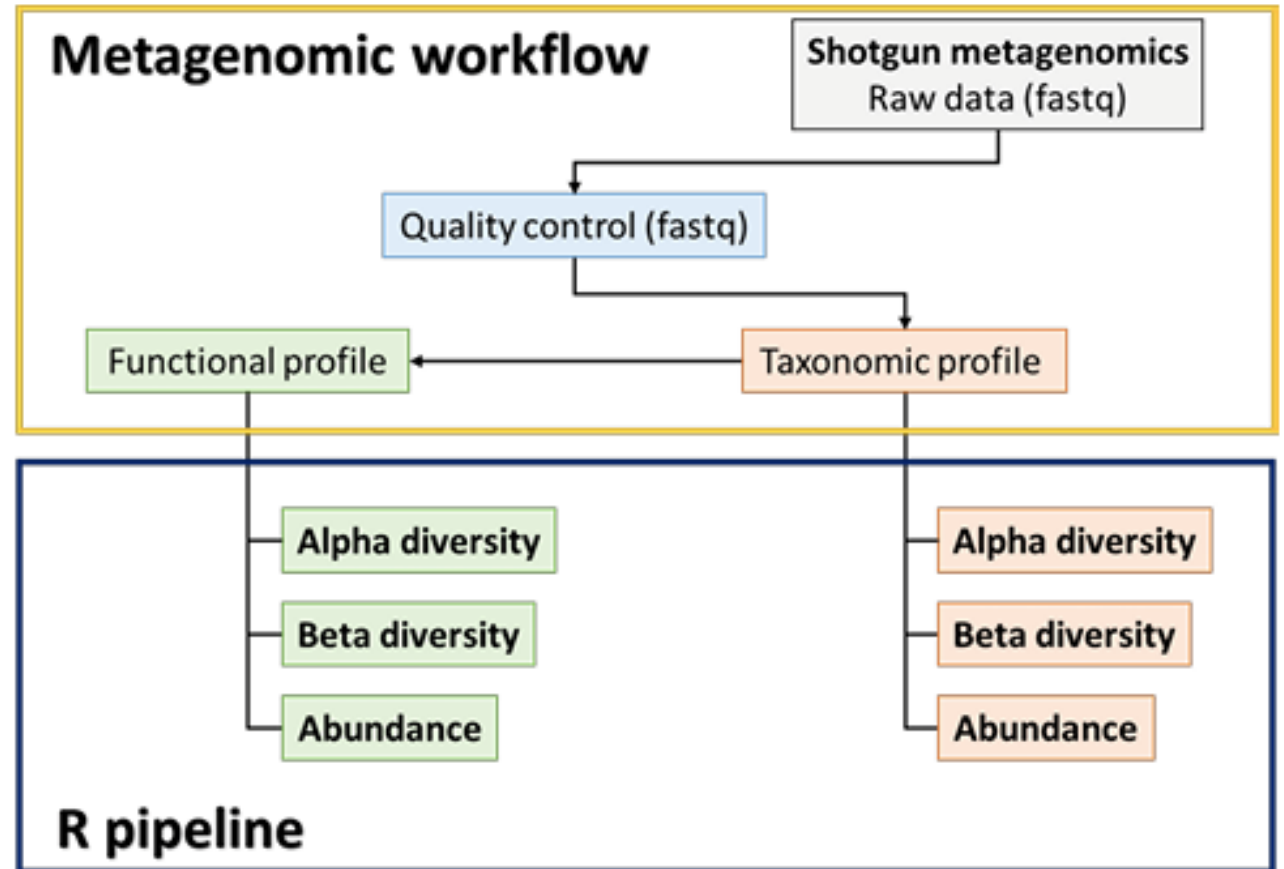 Metagenomic workflow
Shotgun metagenomics
Raw data (fastq)
Quality control (fastq)
Functional profile
Taxonomic profile
Alpha diversity
Beta diversity
Abundance
Alpha diversity
Beta diversity
Abundance
R pipeline